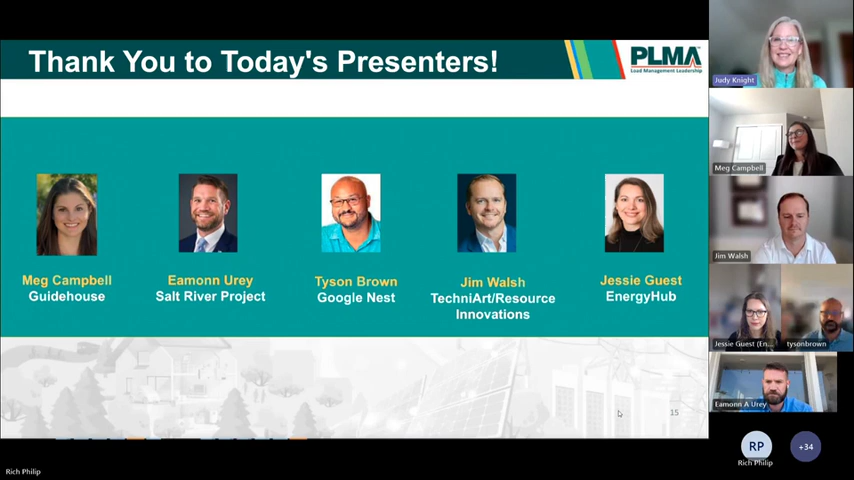 Thank You to Today's Presenters!
PLMA
Load Management Leadership
Meg Campbell
Guidehouse
Eamonn Urey
Salt River Project
Tyson Brown
Google Nest
Jim Walsh
TechniArt/Resource
Innovations
Jessie Guest
EnergyHub
15
Judy Knight
Meg Campbell
Jim Walsh
Jessie Guest (En...
tysonbrown
Eamonn A Urey
RP
+34
Rich Philip
Rich Philip